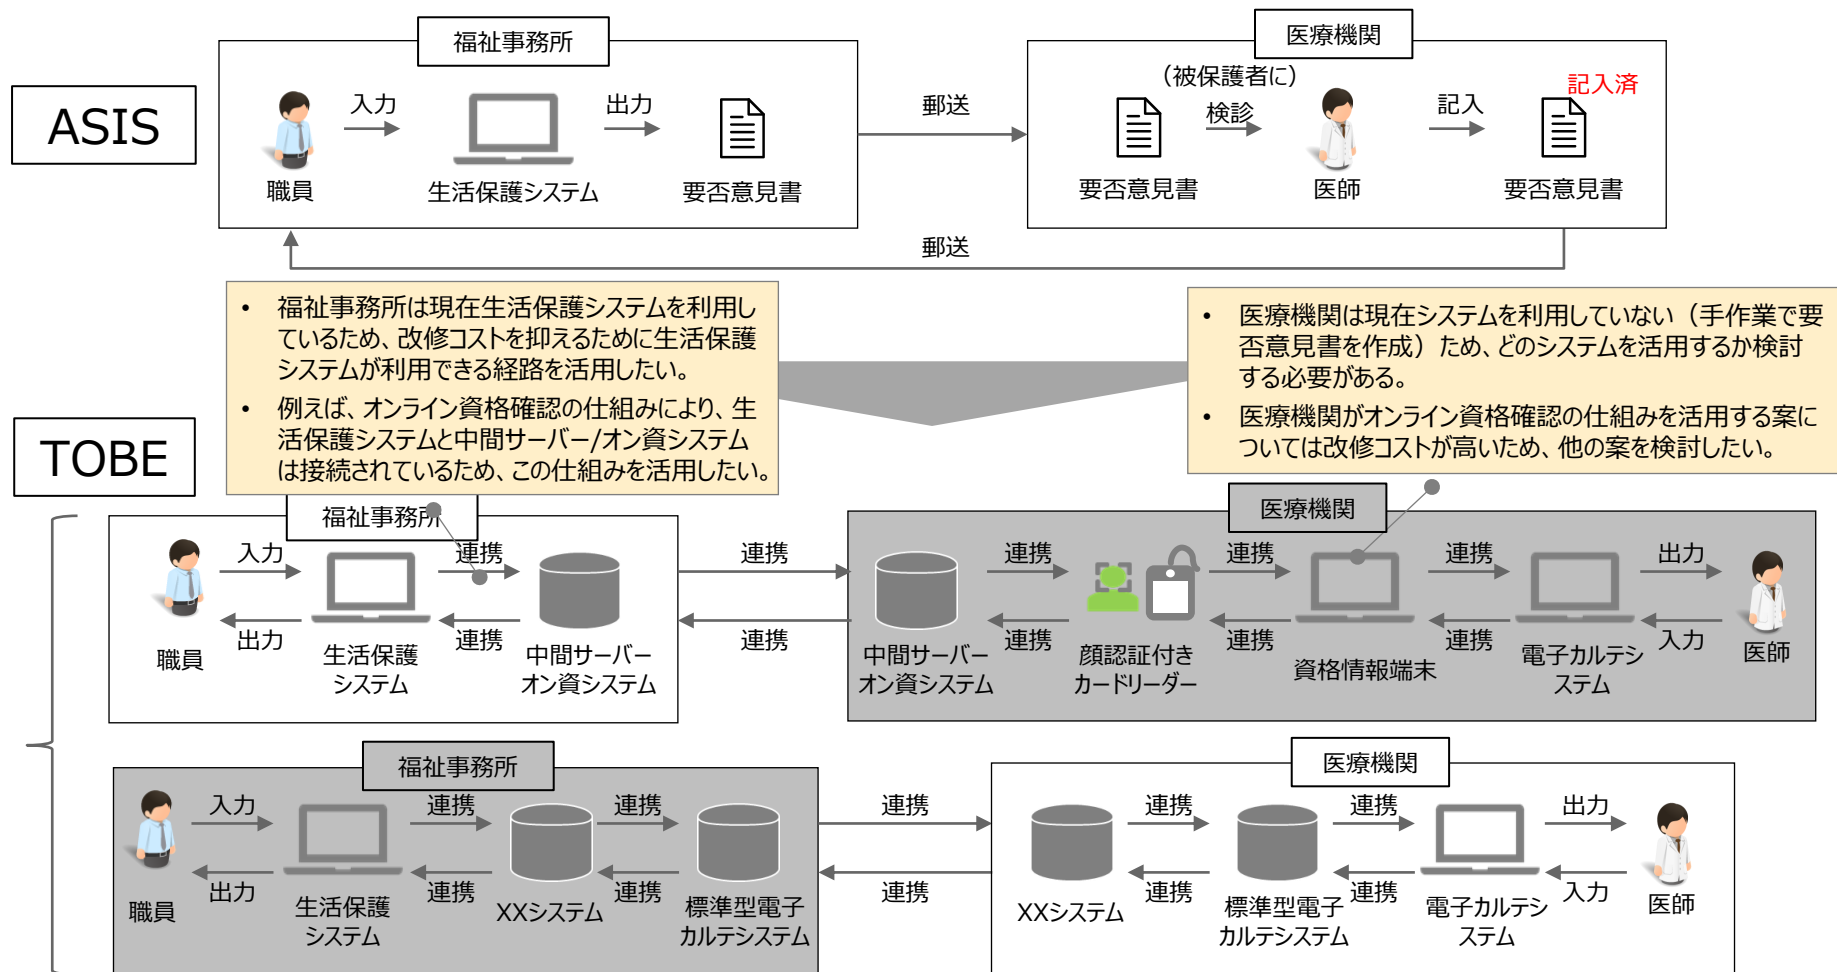 ASIS
福祉事務所
入力
出力
職員
生活保護システム
要否意見書
郵送
医療機関
(被保護者に)
検診
記入
記入済
要否意見書
医師
要否意見書
郵送
• 福祉事務所は現在生活保護システムを利用し
ているため、改修コストを抑えるために生活保護
システムが利用できる経路を活用したい。
• 例えば、オンライン資格確認の仕組みにより、生
活保護システムと中間サーバー/オン資システム
は接続されているため、この仕組みを活用したい。
• 医療機関は現在システムを利用していない(手作業で要
否意見書を作成)ため、どのシステムを活用するか検討
する必要がある。
• 医療機関がオンライン資格確認の仕組みを活用する案に
ついては改修コストが高いため、他の案を検討したい。
TOBE
福祉事務所
入力
連携
出力
連携
職員
生活保護
システム
中間サーバー
オン資システム
連携
連携
医療機関
連携
連携
連携
出力
連携
連携
連携
入力
中間サーバー
オン資システム
顔認証付き
カードリーダー
資格情報端末
電子カルテシ
ステム
医師
福祉事務所
入力
連携
連携
出力
連携
連携
職員
生活保護
システム
XXシステム
標準型電子
カルテシステム
連携
連携
医療機関
連携
連携
出力
連携
連携
入力
XXシステム
標準型電子
カルテシステム
電子カルテシ
ステム
医師